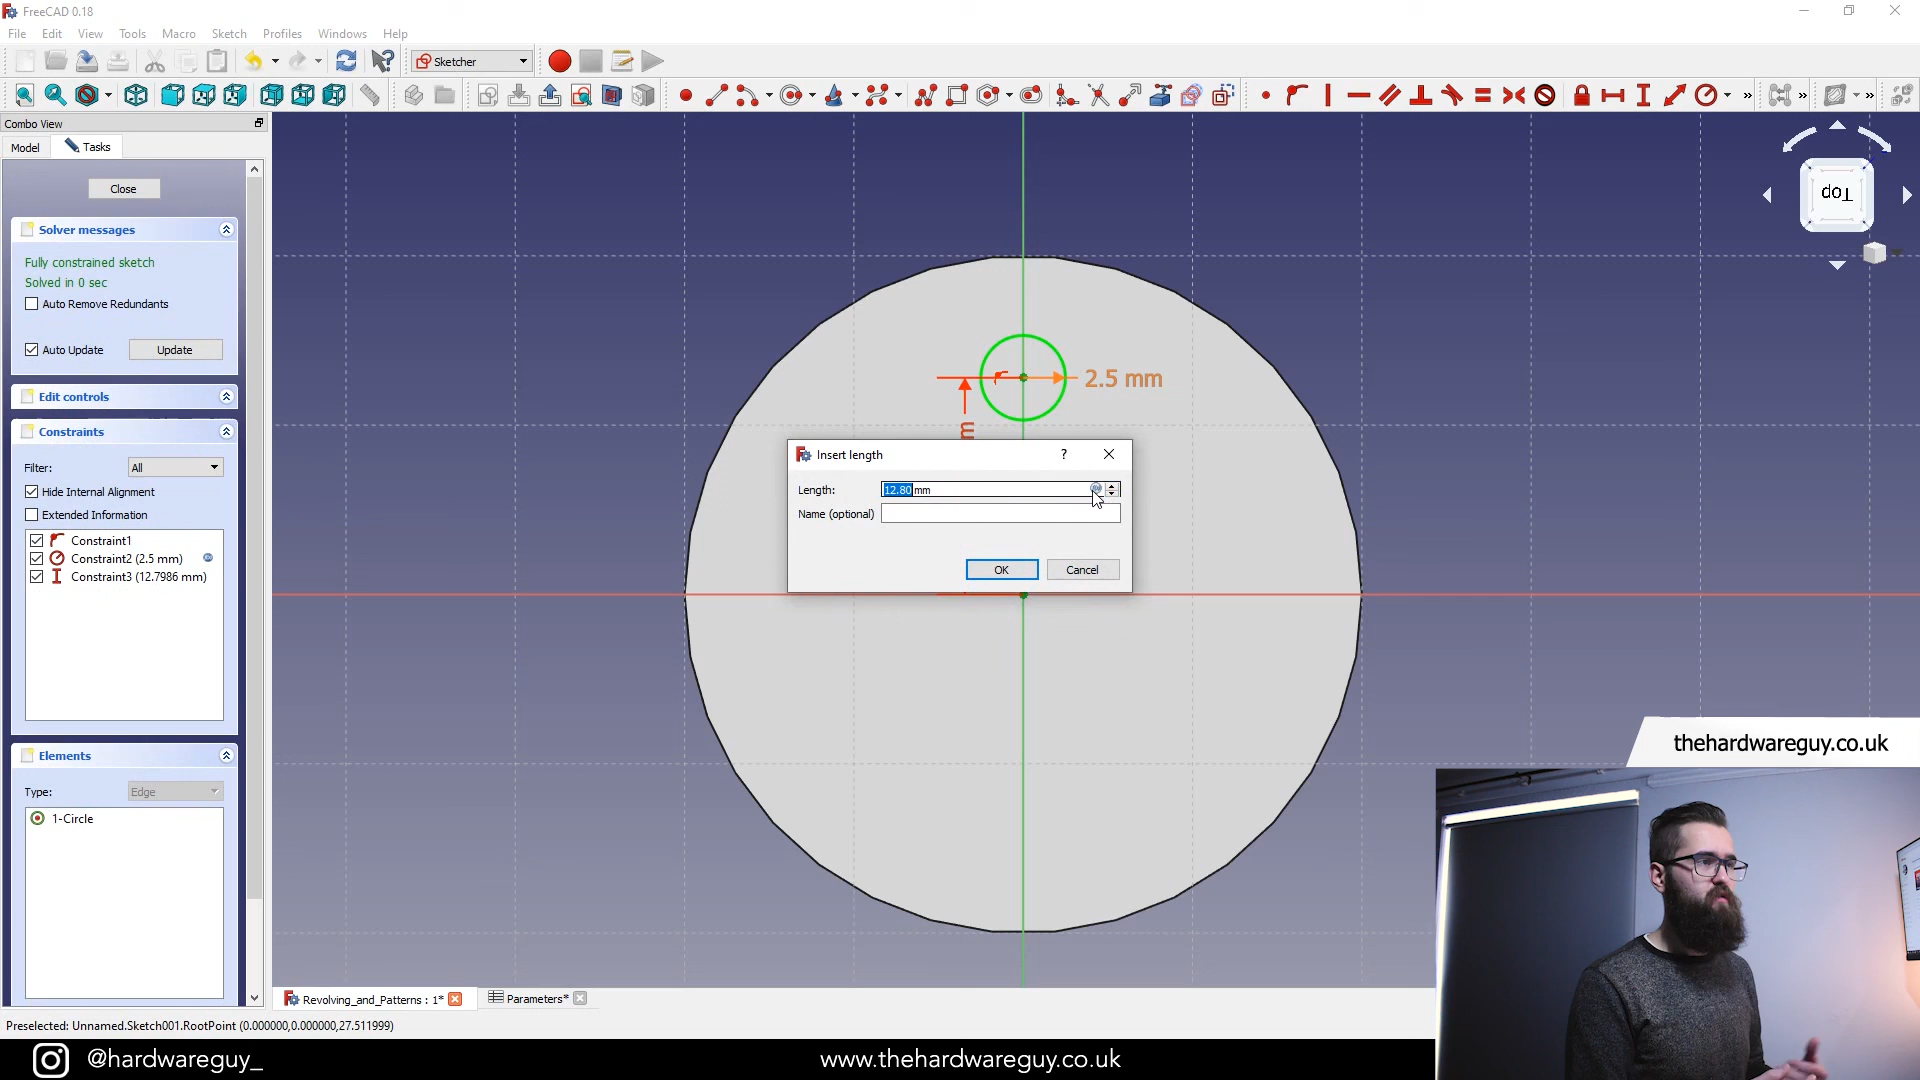 FreeCAD 0.18
File Edit View Tools Macro Sketch Profiles Windows Help
Sketcher
Combo View
Model Tasks
Close
Solver messages
Fully constrained sketch
Solved in 0 sec
Auto Remove Redundants
Auto Update Update
Edit controls
Constraints
Filter: All
Hide Internal Alignment
Extended Information
Constraint1
Constraint2 (2.5 mm)
Constraint3 (12.7986 mm)
Elements
Type: Edge
1-Circle
Top
2.5 mm
m
Insert length ?
Length: 12.80 mm
Name (optional)
OK Cancel
thehardwareguy.co.uk
Revolving_and_Patterns : 1* Parameters*
Preselected: Unnamed.Sketch001.RootPoint (0.000000,0.000000,27.511999)
@hardwareguy_ www.thehardwareguy.co.uk